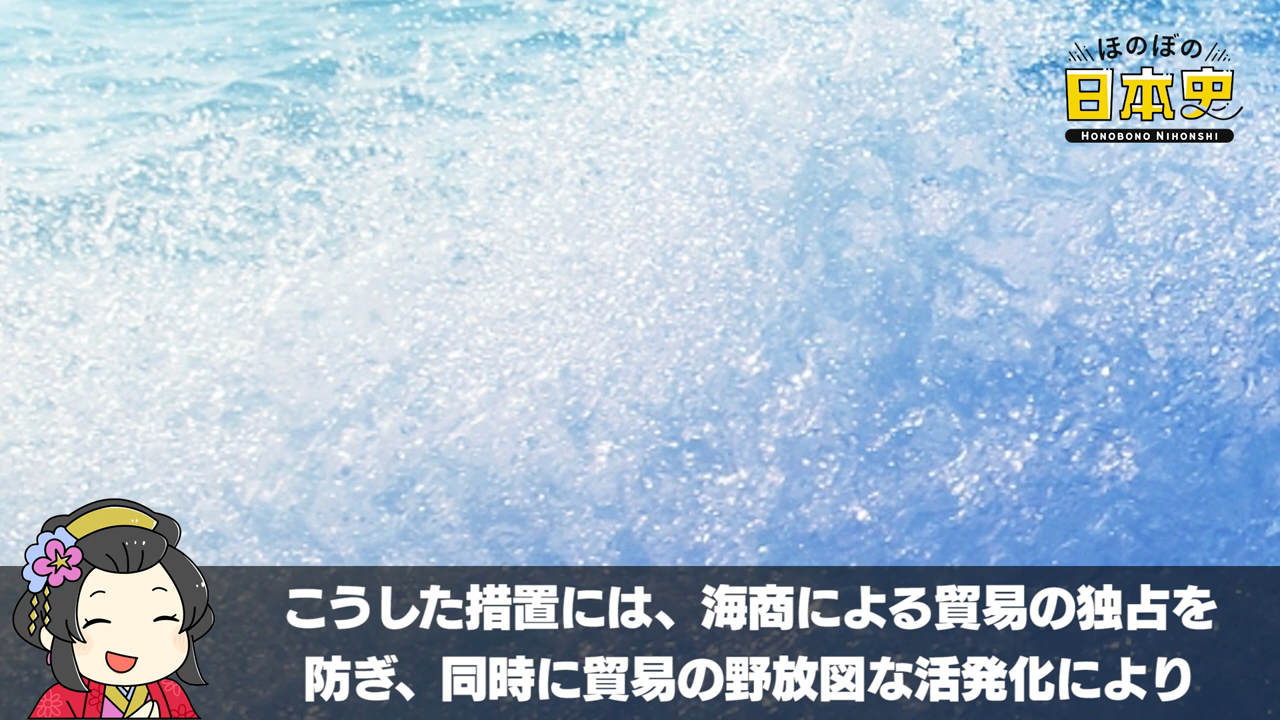 ほのぼの
日本史
HONOBONO NIHONSHI
こうした措置には、海商による貿易の独占を
防ぎ、同時に貿易の野放図な活発化により